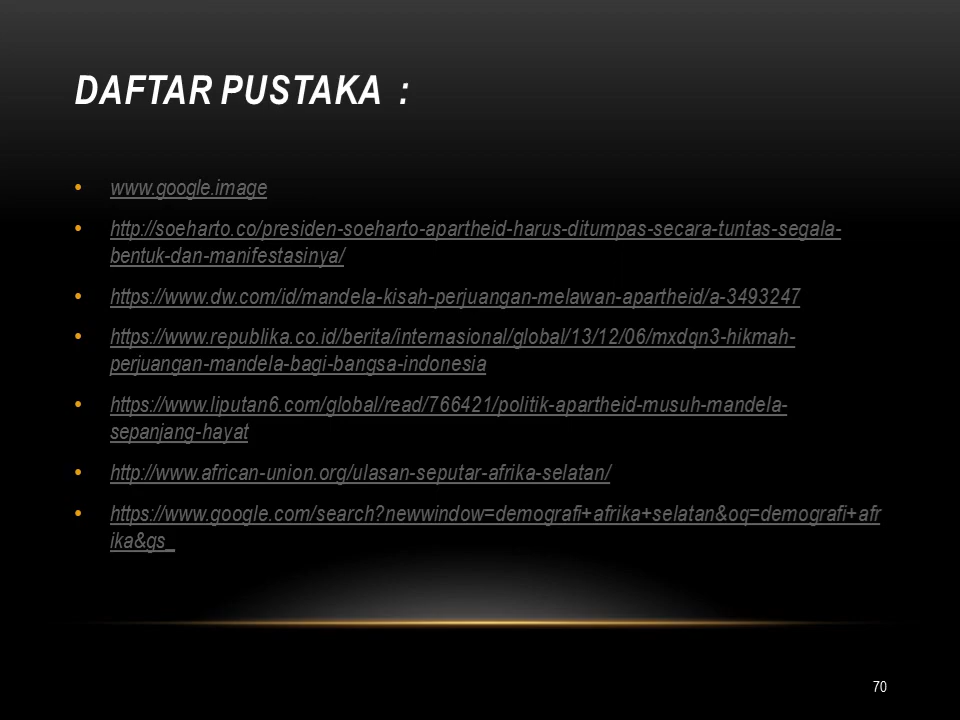 DAFTAR PUSTAKA :
• www.google.image
• http://soeharto.co/presiden-soeharto-apartheid-harus-ditumpas-secara-tuntas-segala-
bentuk-dan-manifestasinya/
• https://www.dw.com/id/mandela-kisah-perjuangan-melawan-apartheid/a-3493247
• https://www.republika.co.id/berita/internasional/global/13/12/06/mxdqn3-hikmah-
perjuangan-mandela-bagi-bangsa-indonesia
• https://www.liputan6.com/global/read/766421/politik-apartheid-musuh-mandela-
sepanjang-hayat
• http://www.african-union.org/ulasan-seputar-afrika-selatan/
• https://www.google.com/search?newwindow=demografi+afrika+selatan&oq=demografi+afr
ika&gs_
70